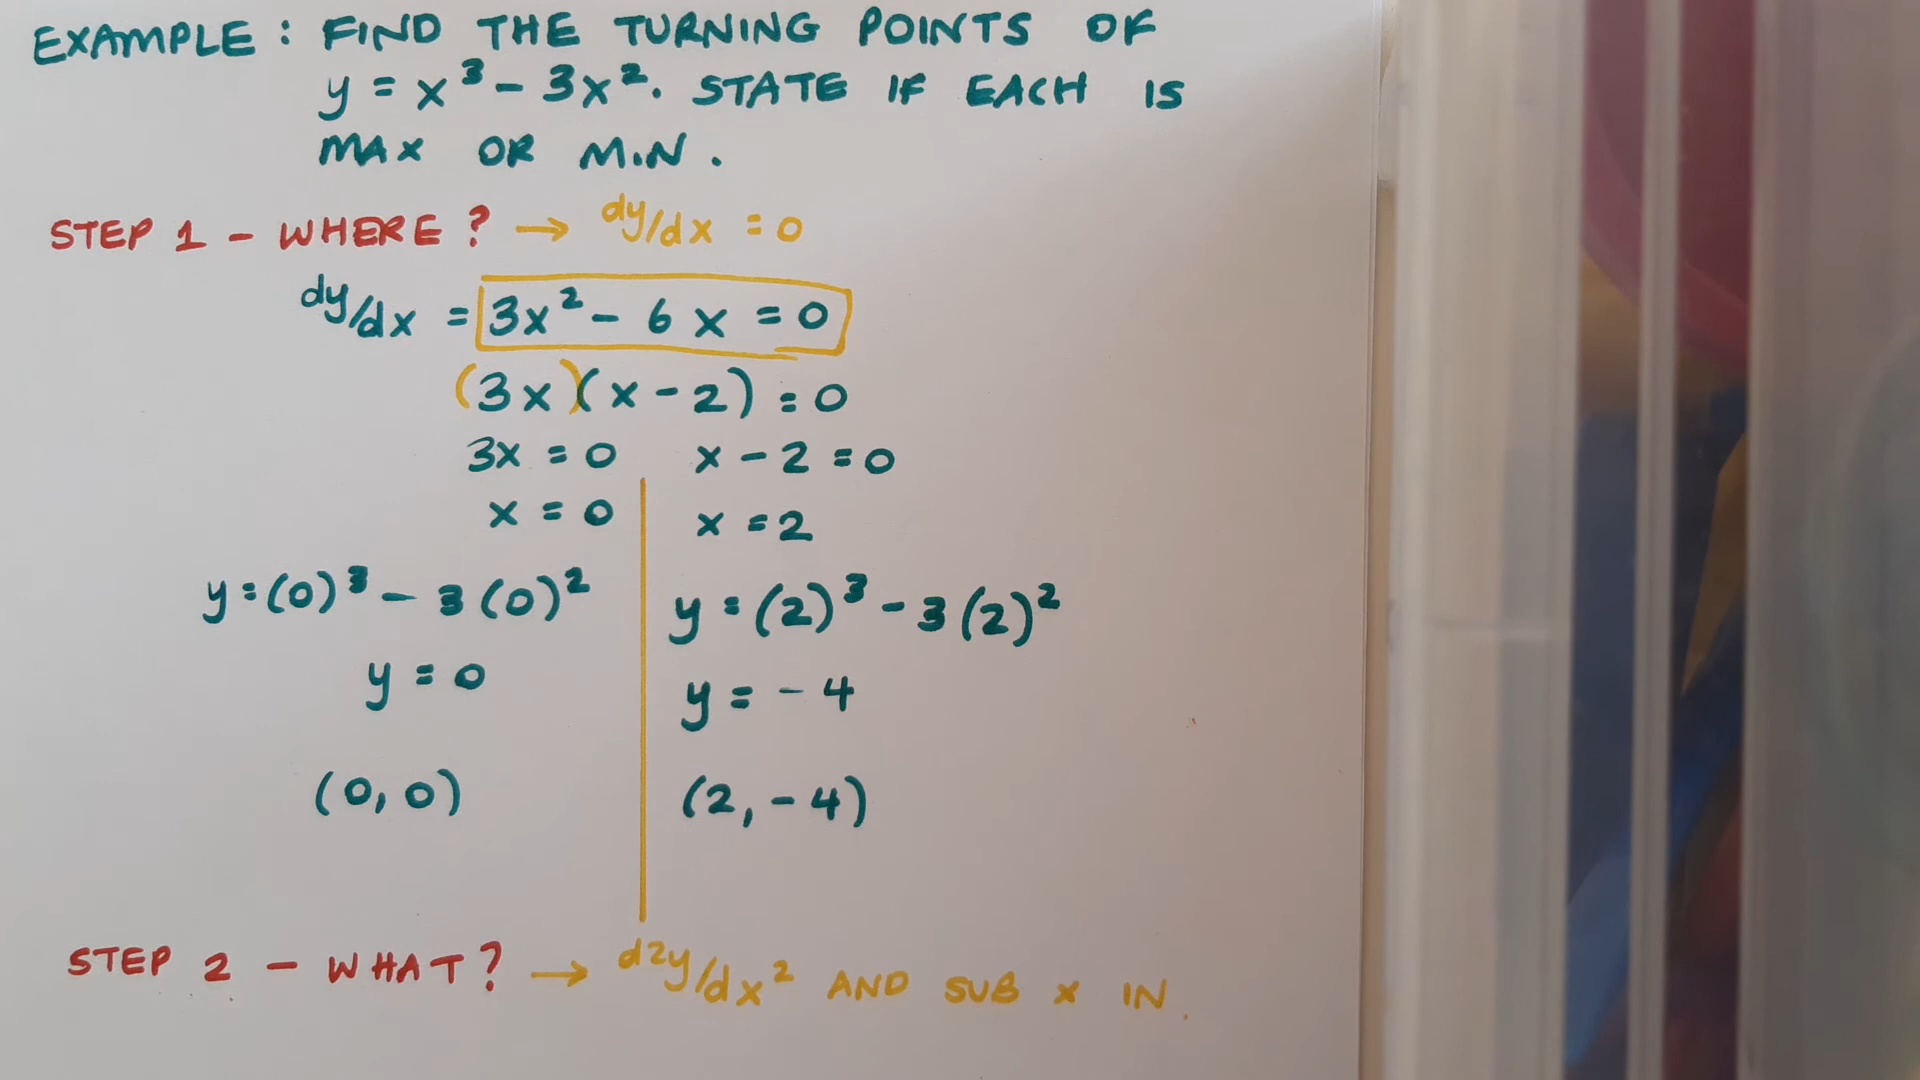 EXAMPLE: FIND THE TURNING POINTS OF
y = x³ - 3x². STATE IF EACH IS
MAX OR MIN.
STEP 1 - WHERE? → dy/dx = 0
dy/dx = 3x² - 6x = 0
(3x)(x - 2) = 0
3x = 0 x - 2 = 0
x = 0 x = 2
y = (0)³ - 3(0)² y = (2)³ - 3(2)²
y = 0 y = -4
(0, 0) (2, -4)
STEP 2 - WHAT? → d2y/dx² AND SUB x IN.